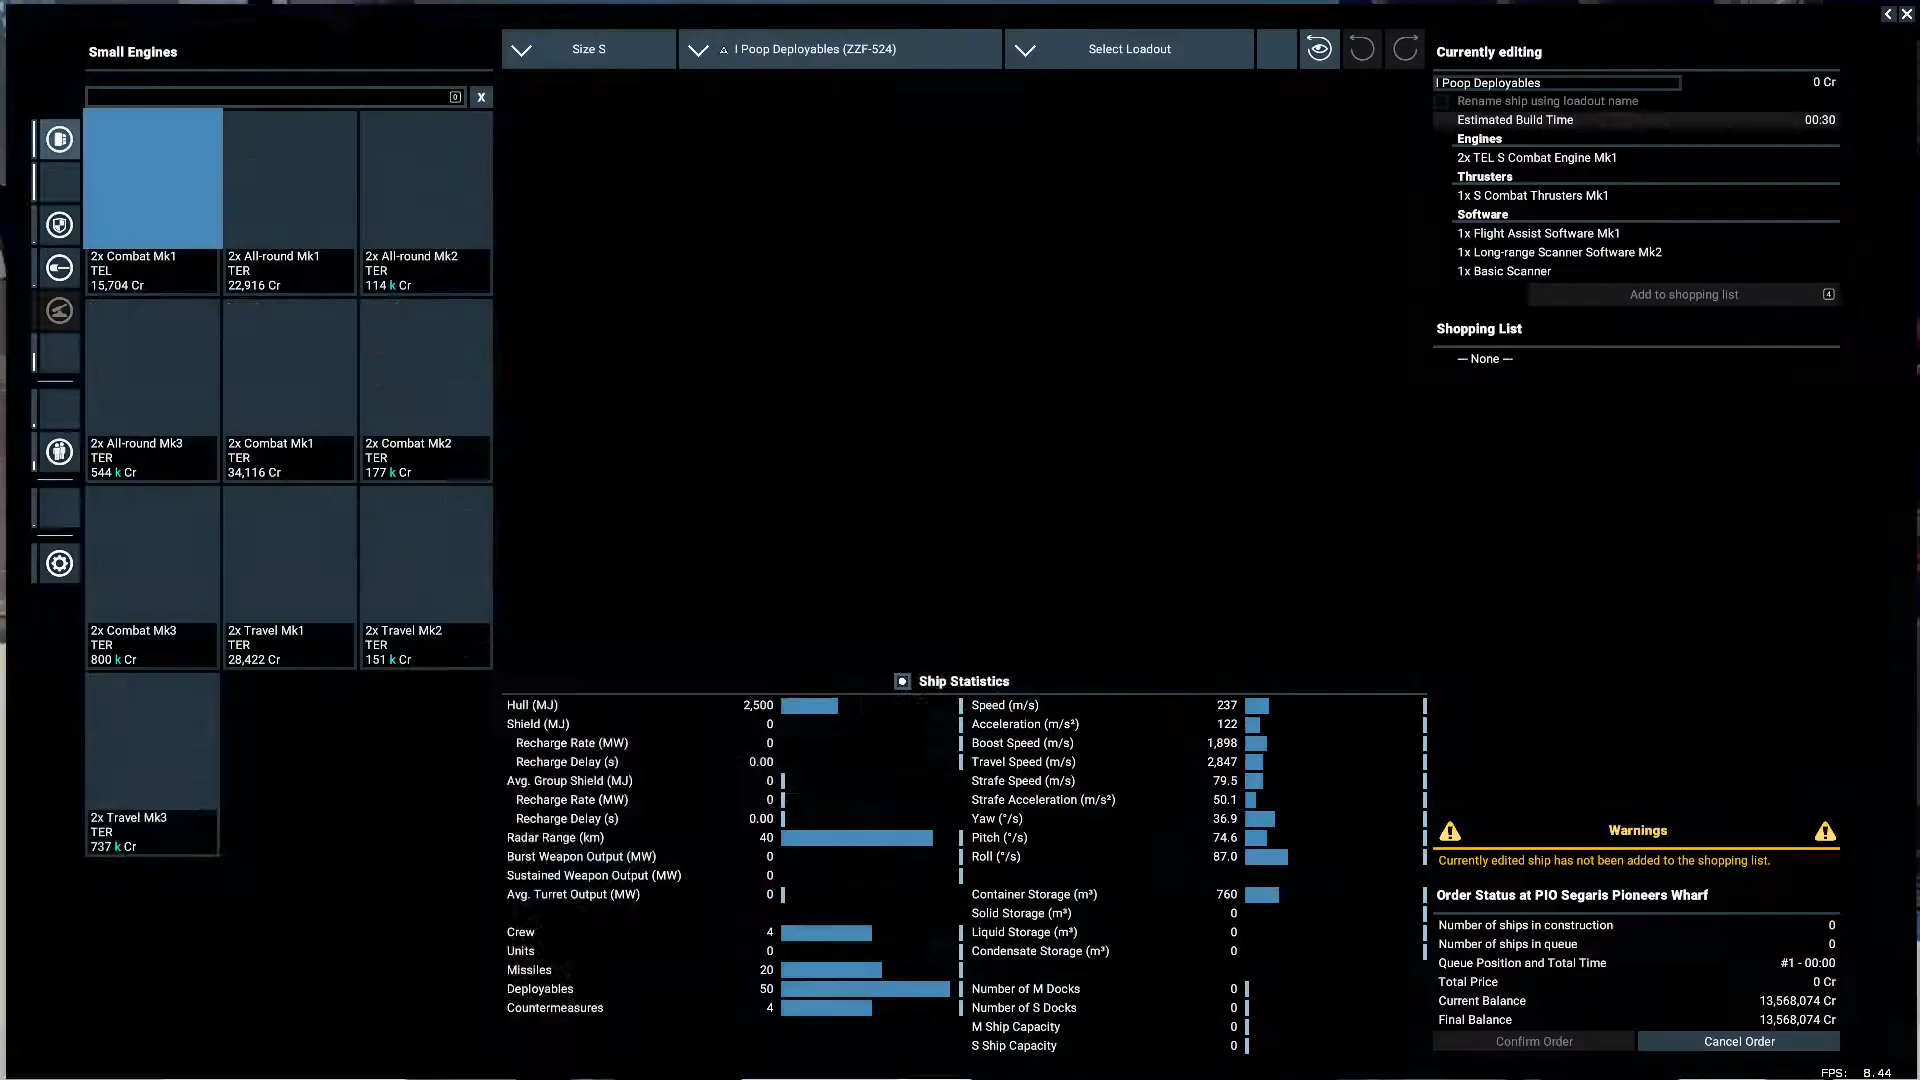 Small Engines
0
X
2x Combat Mk1
TEL
15,704 Cr
2x All-round Mk1
TER
22,916 Cr
2x All-round Mk2
TER
114 k Cr
2x All-round Mk3
TER
544 k Cr
2x Combat Mk1
TER
34,116 Cr
2x Combat Mk2
TER
177 k Cr
2x Combat Mk3
TER
800 k Cr
2x Travel Mk1
TER
28,422 Cr
2x Travel Mk2
TER
151 k Cr
2x Travel Mk3
TER
737 k Cr
Size S
I Poop Deployables (ZZF-524)
Select Loadout
Ship Statistics
Hull (MJ) 2,500
Shield (MJ) 0
Recharge Rate (MW) 0
Recharge Delay (s) 0.00
Avg. Group Shield (MJ) 0
Recharge Rate (MW) 0
Recharge Delay (s) 0.00
Radar Range (km) 40
Burst Weapon Output (MW) 0
Sustained Weapon Output (MW) 0
Avg. Turret Output (MW) 0
Crew 4
Units 0
Missiles 20
Deployables 50
Countermeasures 4
Speed (m/s) 237
Acceleration (m/s²) 122
Boost Speed (m/s) 1,898
Travel Speed (m/s) 2,847
Strafe Speed (m/s) 79.5
Strafe Acceleration (m/s²) 50.1
Yaw (°/s) 36.9
Pitch (°/s) 74.6
Roll (°/s) 87.0
Container Storage (m³) 760
Solid Storage (m³) 0
Liquid Storage (m³) 0
Condensate Storage (m³) 0
Number of M Docks 0
Number of S Docks 0
M Ship Capacity 0
S Ship Capacity 0
Currently editing
I Poop Deployables 0 Cr
Rename ship using loadout name
Estimated Build Time 00:30
Engines
2x TEL S Combat Engine Mk1
Thrusters
1x S Combat Thrusters Mk1
Software
1x Flight Assist Software Mk1
1x Long-range Scanner Software Mk2
1x Basic Scanner
Add to shopping list 4
Shopping List
— None —
Warnings
Currently edited ship has not been added to the shopping list.
Order Status at PIO Segaris Pioneers Wharf
Number of ships in construction 0
Number of ships in queue 0
Queue Position and Total Time #1 - 00:00
Total Price 0 Cr
Current Balance 13,568,074 Cr
Final Balance 13,568,074 Cr
Confirm Order
Cancel Order
FPS: 8.44